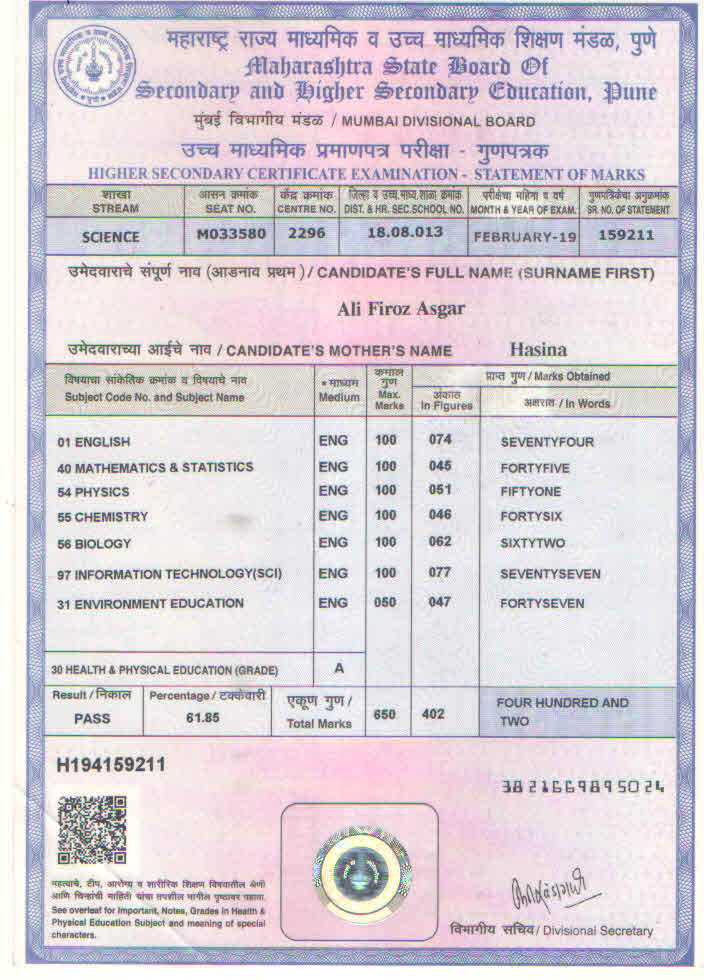 महाराष्ट्र राज्य माध्यमिक व उच्च माध्यमिक शिक्षण मंडळ, पुणे
Maharashtra State Board Of
Secondary and Higher Secondary Education, Pune
मुंबई विभागीय मंडळ / MUMBAI DIVISIONAL BOARD
उच्च माध्यमिक प्रमाणपत्र परीक्षा - गुणपत्रक
HIGHER SECONDARY CERTIFICATE EXAMINATION - STATEMENT OF MARKS
शाखा आसन क्रमांक केंद्र क्रमांक जिल्हा व उच्च.माध्य.शाळा क्रमांक परीक्षेचा महिना व वर्ष गुणपत्रिकेचा अनुक्रमांक
STREAM SEAT NO. CENTRE NO. DIST. & HR. SEC.SCHOOL NO. MONTH & YEAR OF EXAM. SR. NO. OF STATEMENT
SCIENCE M033580 2296 18.08.013 FEBRUARY-19 159211
उमेदवाराचे संपूर्ण नाव (आडनाव प्रथम) / CANDIDATE'S FULL NAME (SURNAME FIRST)
Ali Firoz Asgar
उमेदवाराच्या आईचे नाव / CANDIDATE'S MOTHER'S NAME Hasina
विषयाचा सांकेतिक क्रमांक व विषयाचे नाव
Subject Code No. and Subject Name
* माध्यम
Medium
कमाल
गुण
Max.
Marks
प्राप्त गुण / Marks Obtained
अंकात
In Figures
अक्षरात / In Words
01 ENGLISH ENG 100 074 SEVENTYFOUR
40 MATHEMATICS & STATISTICS ENG 100 045 FORTYFIVE
54 PHYSICS ENG 100 051 FIFTYONE
55 CHEMISTRY ENG 100 046 FORTYSIX
56 BIOLOGY ENG 100 062 SIXTYTWO
97 INFORMATION TECHNOLOGY(SCI) ENG 100 077 SEVENTYSEVEN
31 ENVIRONMENT EDUCATION ENG 050 047 FORTYSEVEN
30 HEALTH & PHYSICAL EDUCATION (GRADE) A
Result / निकाल Percentage / टक्केवारी एकूण गुण /
PASS 61.85 Total Marks 650 402 FOUR HUNDRED AND
TWO
H194159211
3821669895024
महत्वाचे, टीप, आरोग्य व शारीरिक शिक्षण विषयातील श्रेणी
आणि चिन्हांची माहिती यांचा तपशील मागील पृष्ठावर पहावा.
See overleaf for Important, Notes, Grades in Health &
Physical Education Subject and meaning of special
characters.
विभागीय सचिव / Divisional Secretary